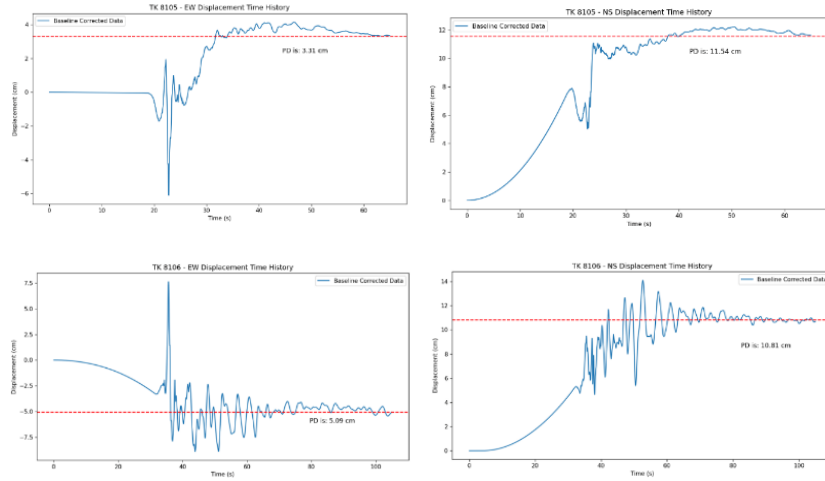 TK 8105 - EW Displacement Time History
Baseline Corrected Data
PD is: 3.31 cm
Displacement (cm)
4
2
0
−2
−4
−6
0 10 20 30 40 50 60
Time (s)
TK 8105 - NS Displacement Time History
Baseline Corrected Data
PD is: 11.54 cm
Displacement (cm)
12
10
8
6
4
2
0
0 10 20 30 40 50 60
Time (s)
TK 8106 - EW Displacement Time History
Baseline Corrected Data
PD is: 5.09 cm
Displacement (cm)
7.5
5.0
2.5
0.0
−2.5
−5.0
−7.5
0 20 40 60 80 100
Time (s)
TK 8106 - NS Displacement Time History
Baseline Corrected Data
PD is: 10.81 cm
Displacement (cm)
14
12
10
8
6
4
2
0
0 20 40 60 80 100
Time (s)